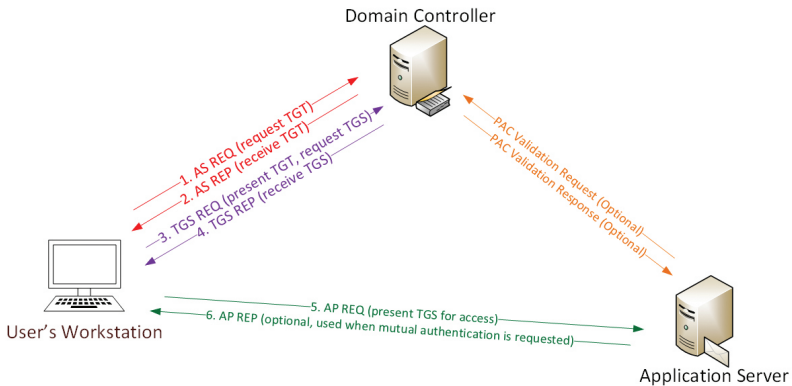 Domain Controller
1. AS REQ (request TGT)
2. AS REP (receive TGT)
3. TGS REQ (present TGT, request TGS)
4. TGS REP (receive TGS)
PAC Validation Request (Optional)
PAC Validation Response (Optional)
User's Workstation
5. AP REQ (present TGS for access)
6. AP REP (optional, used when mutual authentication is requested)
Application Server